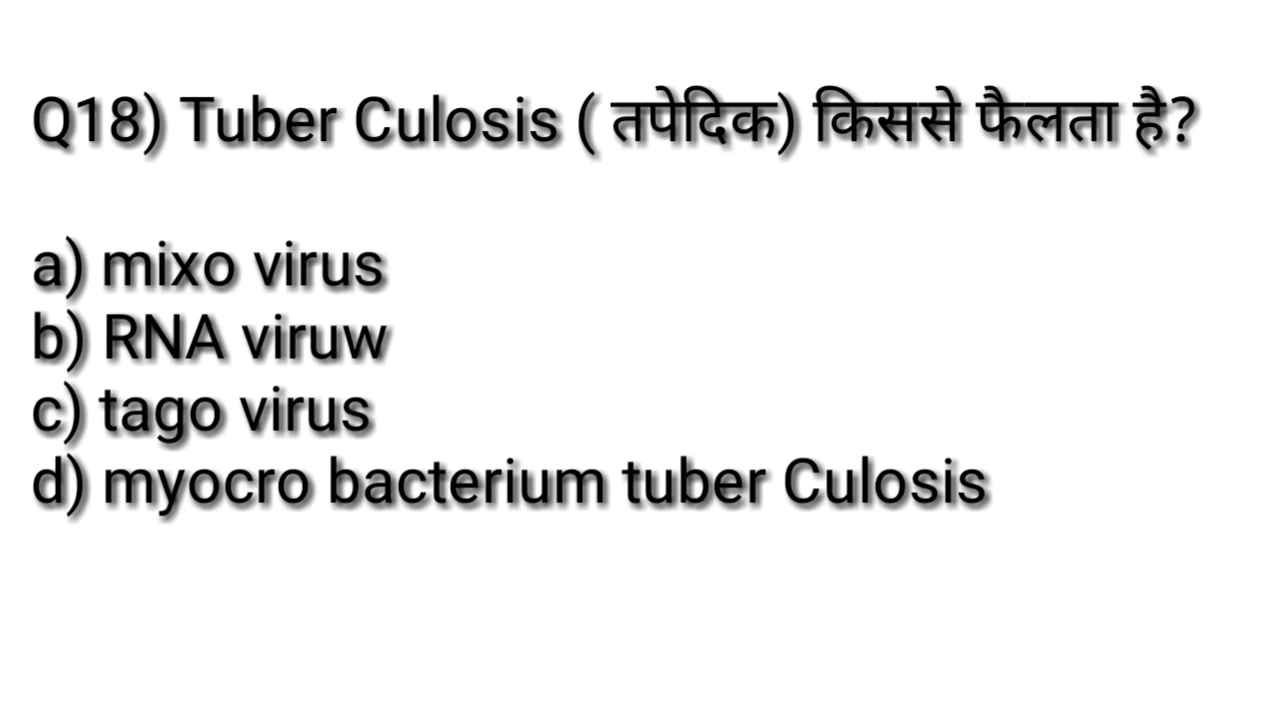 Q18) Tuber Culosis ( तपेदिक) किससे फैलता है?
a) mixo virus
b) RNA viruw
c) tago virus
d) myocro bacterium tuber Culosis